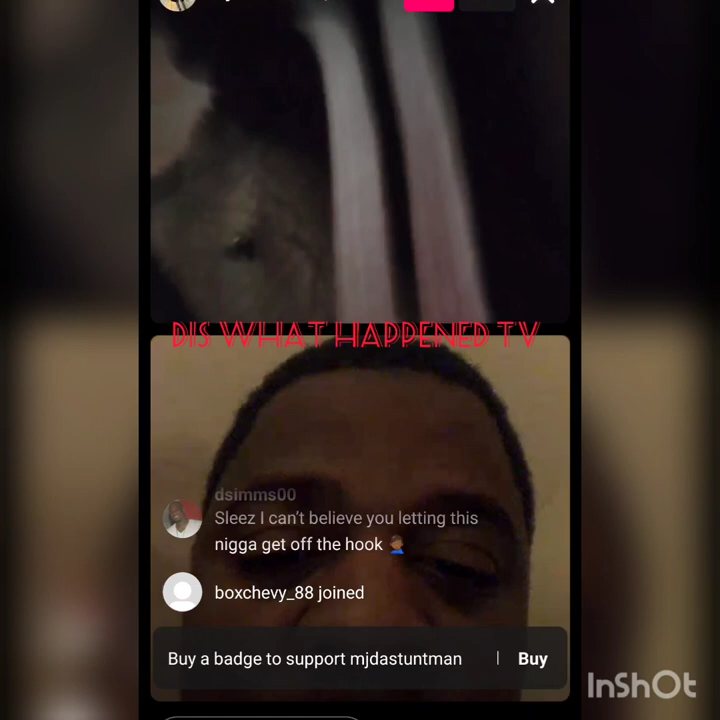 DIS WHAT HAPPENED TV
dsimms00
Sleez I can't believe you letting this
nigga get off the hook 🤦🏾‍♂️
boxchevy_88 joined
Buy a badge to support mjdastuntman | Buy
InShOt